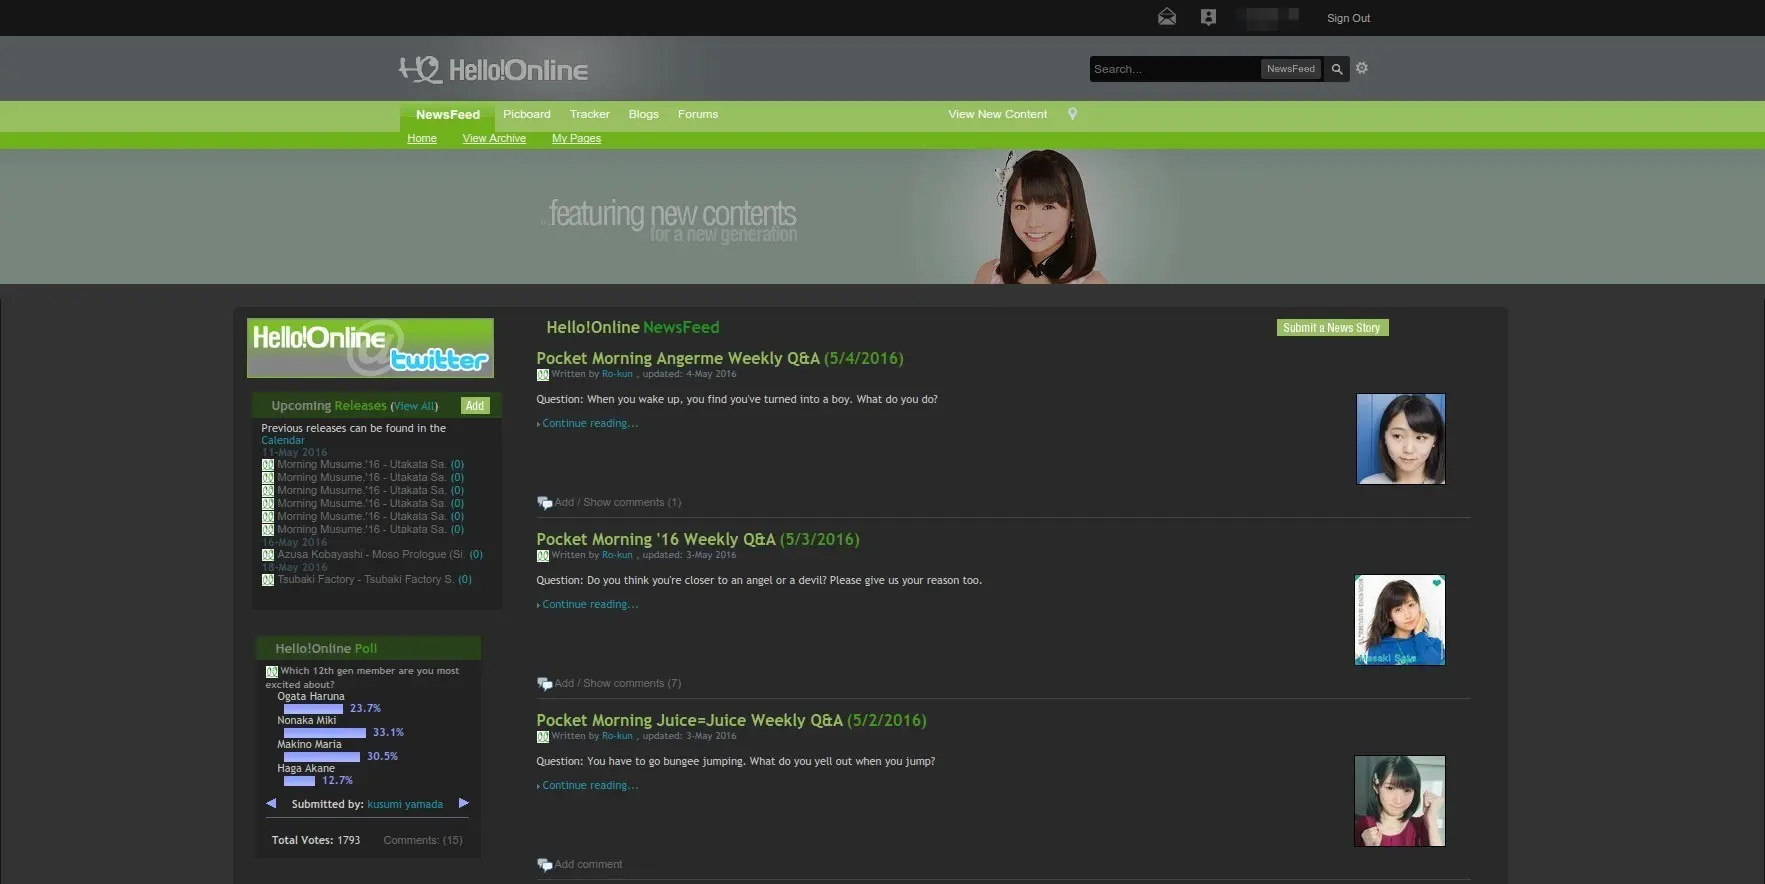 Sign Out
Hello!Online
Search...
NewsFeed
NewsFeed
Picboard
Tracker
Blogs
Forums
View New Content
Home
View Archive
My Pages
featuring new contents
for a new generation
Hello!Online
@
twitter
Upcoming Releases (View All)
Add
Previous releases can be found in the
Calendar
11-May 2016
Morning Musume.'16 - Utakata Sa. (0)
Morning Musume.'16 - Utakata Sa. (0)
Morning Musume.'16 - Utakata Sa. (0)
Morning Musume.'16 - Utakata Sa. (0)
Morning Musume.'16 - Utakata Sa. (0)
Morning Musume.'16 - Utakata Sa. (0)
16-May 2016
Azusa Kobayashi - Moso Prologue (Si. (0)
18-May 2016
Tsubaki Factory - Tsubaki Factory S. (0)
Hello!Online Poll
Which 12th gen member are you most
excited about?
Ogata Haruna
23.7%
Nonaka Miki
33.1%
Makino Maria
30.5%
Haga Akane
12.7%
Submitted by: kusumi yamada
Total Votes: 1793
Comments: (15)
Hello!Online NewsFeed
Submit a News Story
Pocket Morning Angerme Weekly Q&A (5/4/2016)
Written by Ro-kun , updated: 4-May 2016
Question: When you wake up, you find you've turned into a boy. What do you do?
Continue reading...
Add / Show comments (1)
Pocket Morning '16 Weekly Q&A (5/3/2016)
Written by Ro-kun , updated: 3-May 2016
Question: Do you think you're closer to an angel or a devil? Please give us your reason too.
Continue reading...
Masaki Sato
Add / Show comments (7)
Pocket Morning Juice=Juice Weekly Q&A (5/2/2016)
Written by Ro-kun , updated: 3-May 2016
Question: You have to go bungee jumping. What do you yell out when you jump?
Continue reading...
Add comment